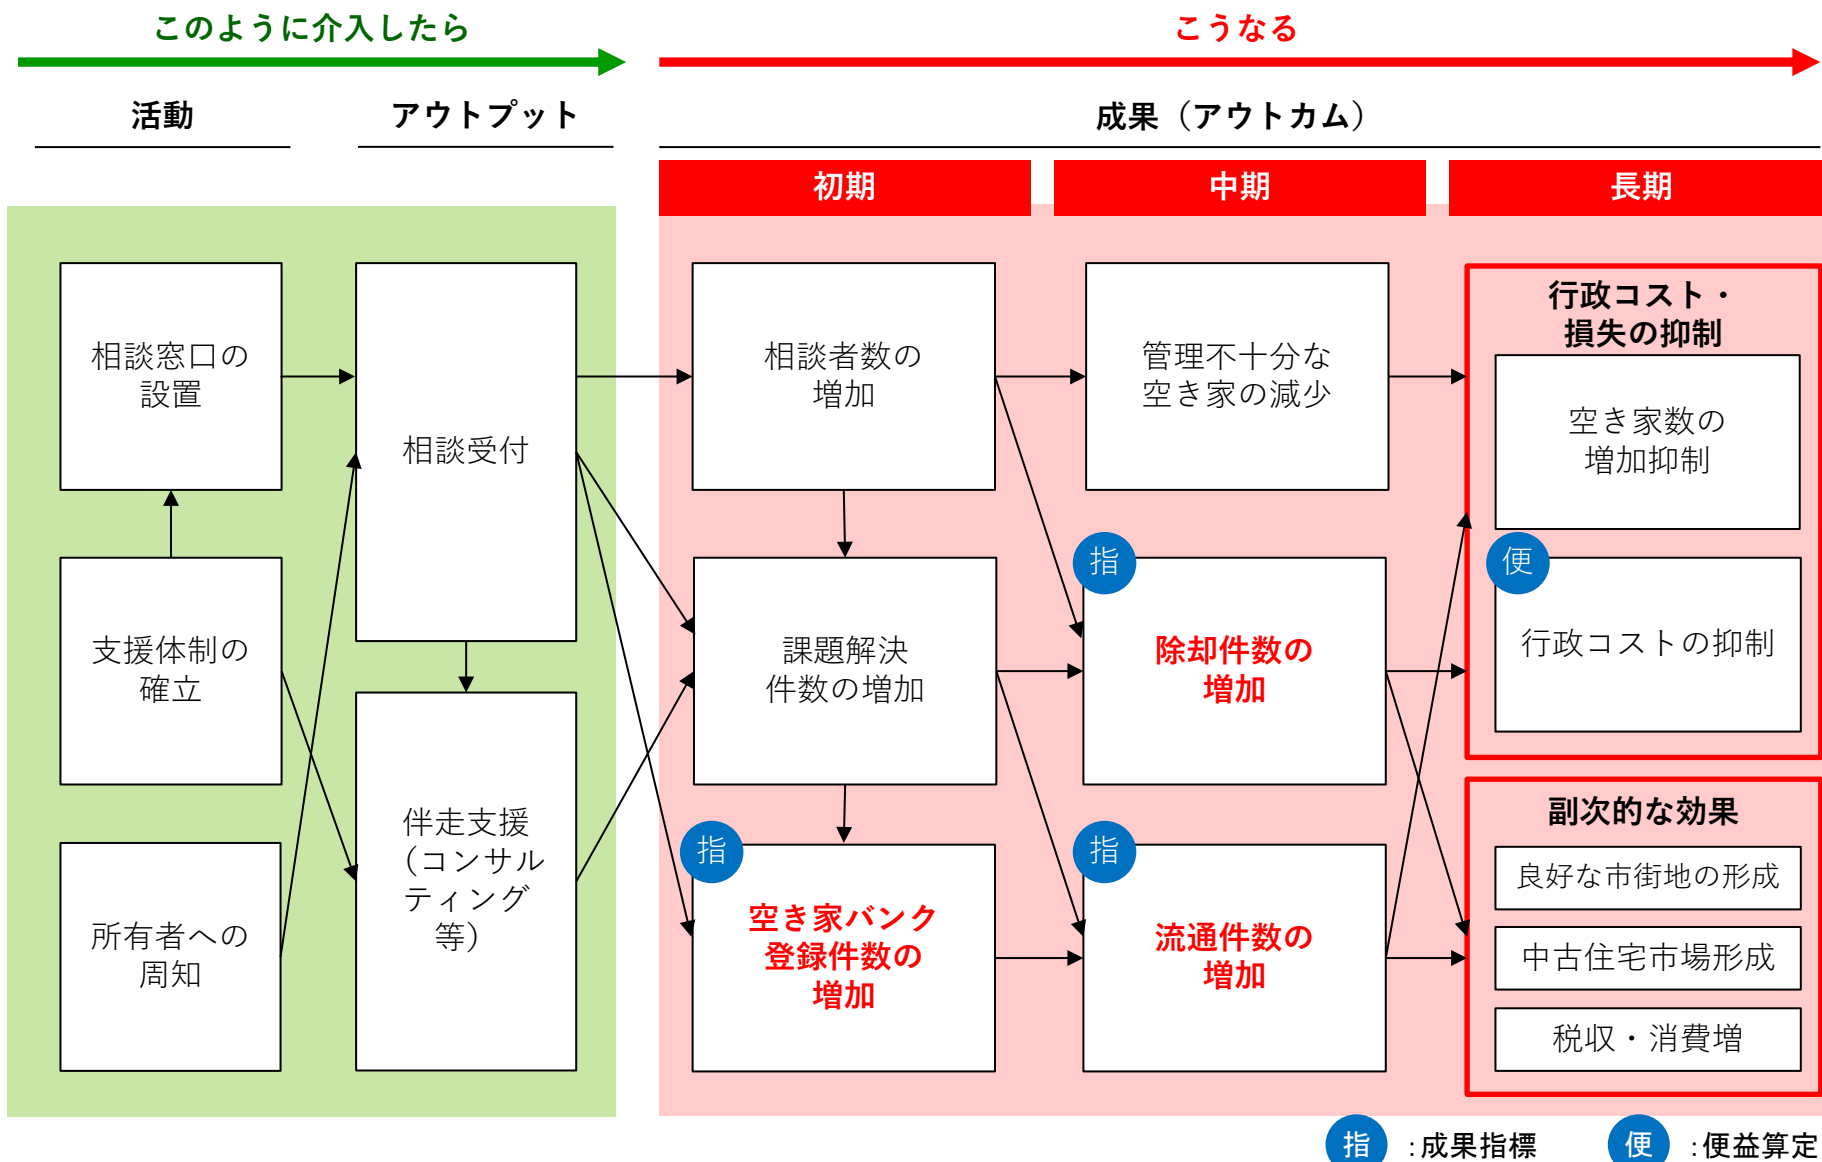 このように介入したら
こうなる
活動
アウトプット
成果（アウトカム）
初期
中期
長期
相談窓口の
設置
支援体制の
確立
所有者への
周知
相談受付
伴走支援
（コンサル
ティング
等）
相談者数の
増加
課題解決
件数の増加
指
空き家バンク
登録件数の
増加
管理不十分な
空き家の減少
指
除却件数の
増加
指
流通件数の
増加
行政コスト・
損失の抑制
空き家数の
増加抑制
便
行政コストの抑制
副次的な効果
良好な市街地の形成
中古住宅市場形成
税収・消費増
指 :成果指標
便 :便益算定